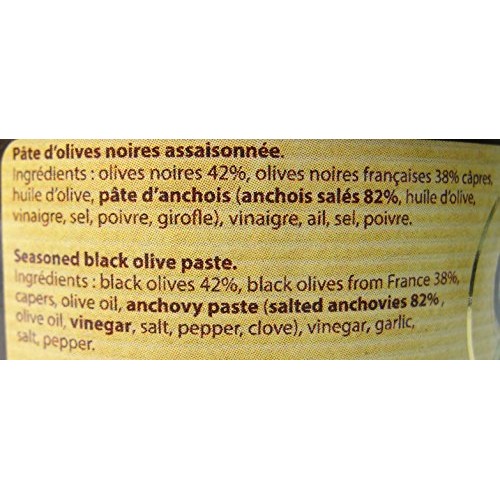 Pâte d'olives noires assaisonnée.
Ingrédients : olives noires 42%, olives noires françaises 38% câpres,
huile d'olive, pâte d'anchois (anchois salés 82%, huile d'olive,
vinaigre, sel, poivre, girofle), vinaigre, ail, sel, poivre.
Seasoned black olive paste.
Ingredients : black olives 42%, black olives from France 38%,
capers, olive oil, anchovy paste (salted anchovies 82% ,
olive oil, vinegar, salt, pepper, clove), vinegar, garlic,
salt, pepper.